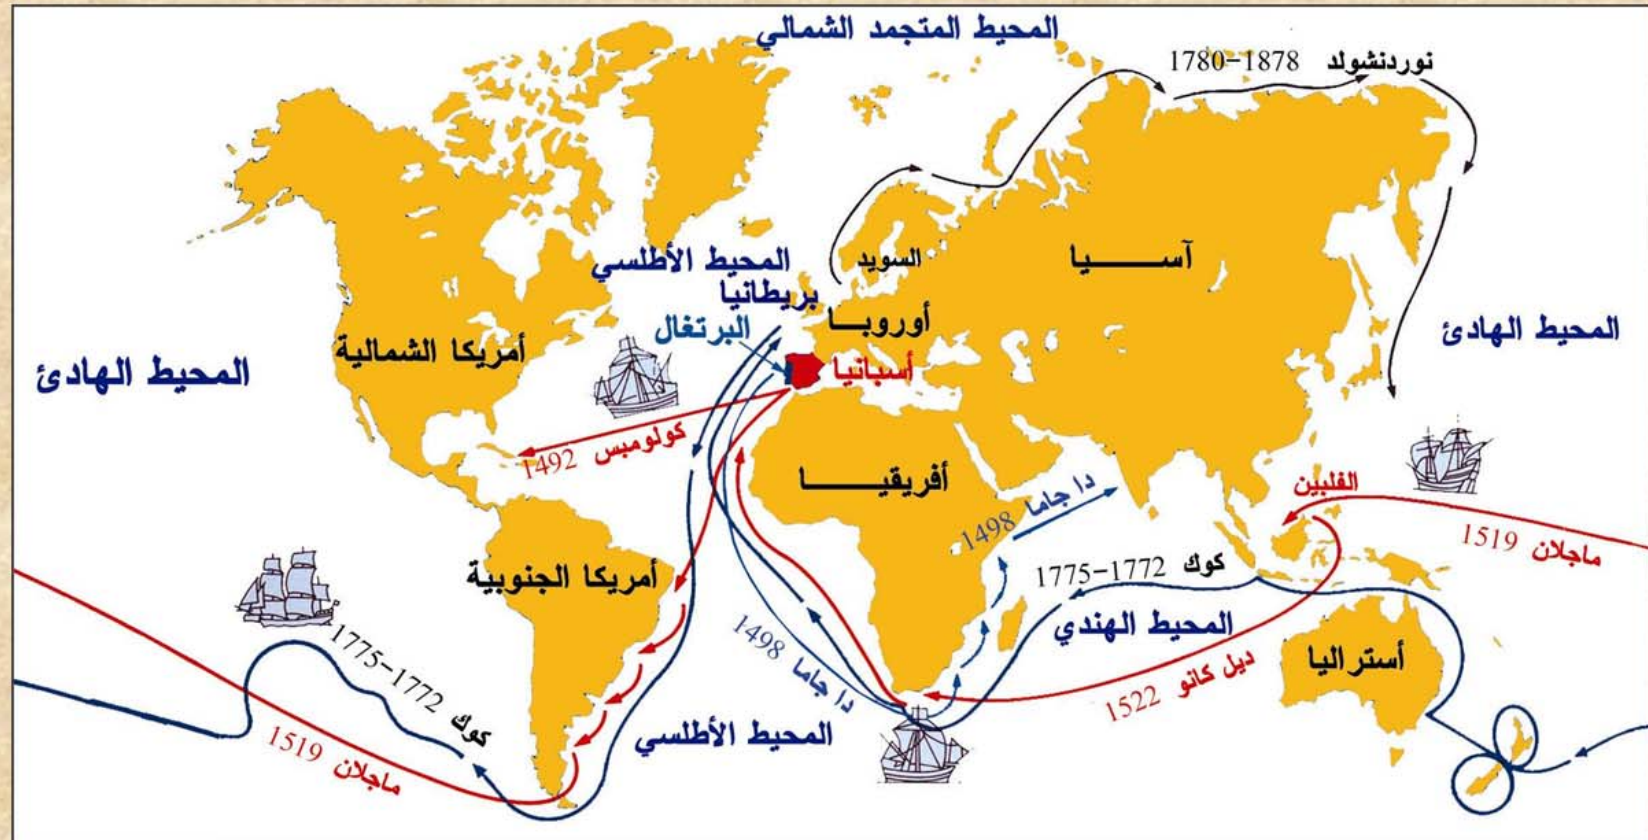 المحيط المتجمد الشمالي
نوردنشولد 1878-1780
آسيا
السويد
المحيط الأطلسي
بريطانيا
أوروبا
البرتغال
أسبانيا
المحيط الهادئ
أمريكا الشمالية
المحيط الهادئ
كولومبس 1492
أفريقيا
دا جاما 1498
الفلبين
ماجلان 1519
كوك 1772-1775
أمريكا الجنوبية
المحيط الهندي
دا جاما 1498
ديل كانو 1522
أستراليا
كوك 1772-1775
المحيط الأطلسي
ماجلان 1519